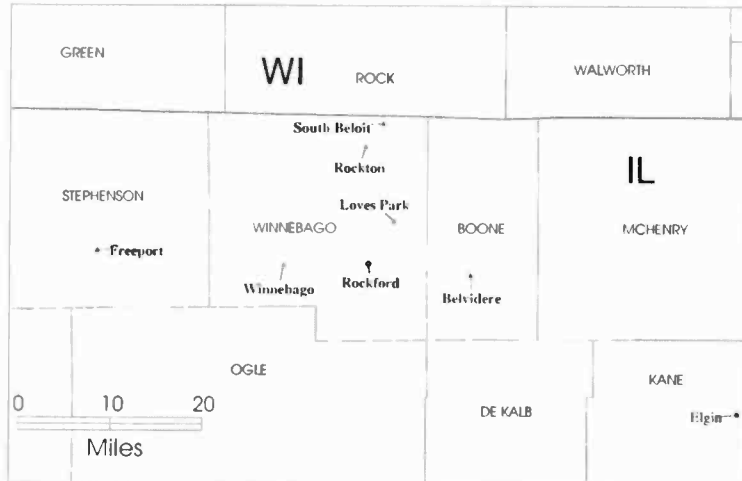 GREEN
WI
ROCK
WALWORTH
South Beloit
Rockton
IL
STEPHENSON
Loves Park
WINNEBAGO
BOONE
MCHENRY
Freeport
Winnebago
Rockford
Belvidere
OGLE
KANE
0 10 20
DE KALB
Elgin
Miles